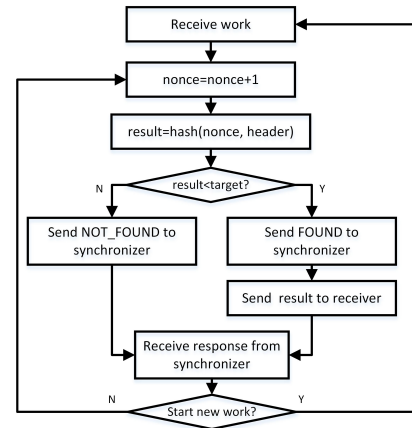 Receive work
nonce=nonce+1
result=hash(nonce, header)
result<target?
N
Y
Send NOT_FOUND to
synchronizer
Send FOUND to
synchronizer
Send result to receiver
Receive response from
synchronizer
N
Start new work?
Y